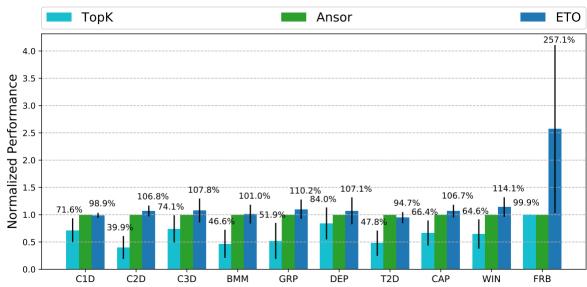 TopK Ansor ETO
Normalized Performance
4.0
3.5
3.0
2.5
2.0
1.5
1.0
0.5
0.0
71.6% 98.9% 39.9% 106.8% 74.1% 107.8% 46.6% 101.0% 51.9% 110.2% 84.0% 107.1% 47.8% 94.7% 66.4% 106.7% 64.6% 114.1% 99.9% 257.1%
C1D C2D C3D BMM GRP DEP T2D CAP WIN FRB